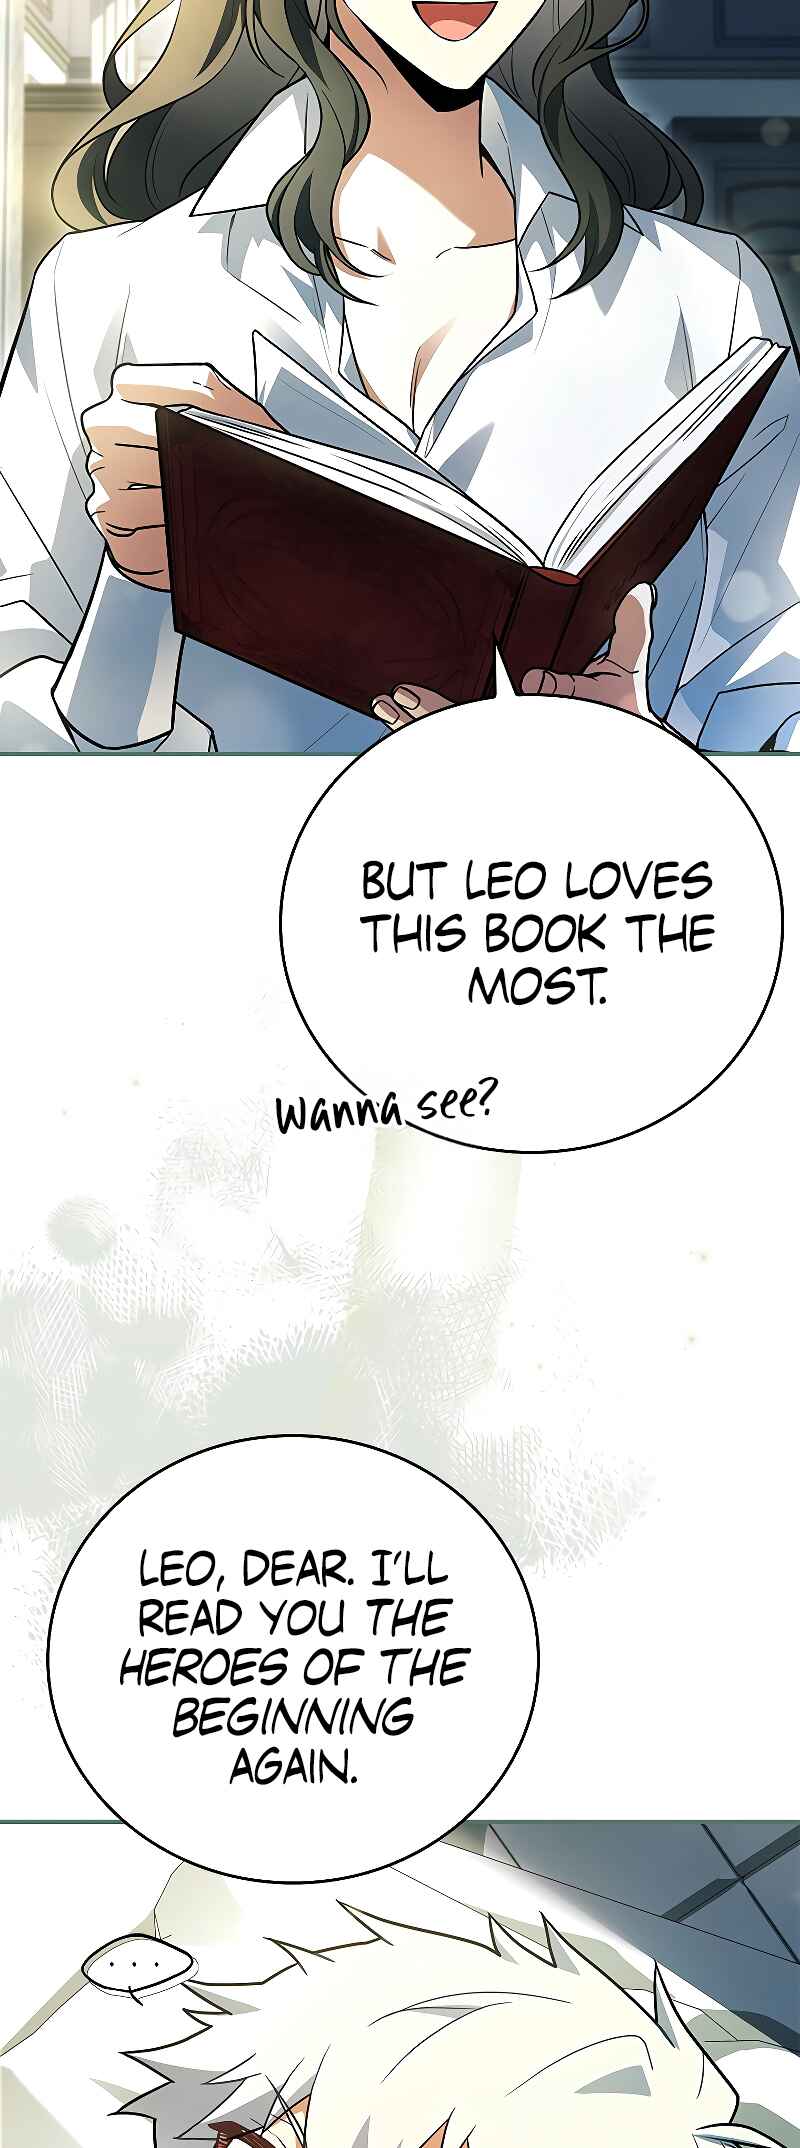 BUT LEO LOVES
THIS BOOK THE
MOST.
Wanna see?
LEO, DEAR. I'LL
READ YOU THE
HEROES OF THE
BEGINNING
AGAIN.
...